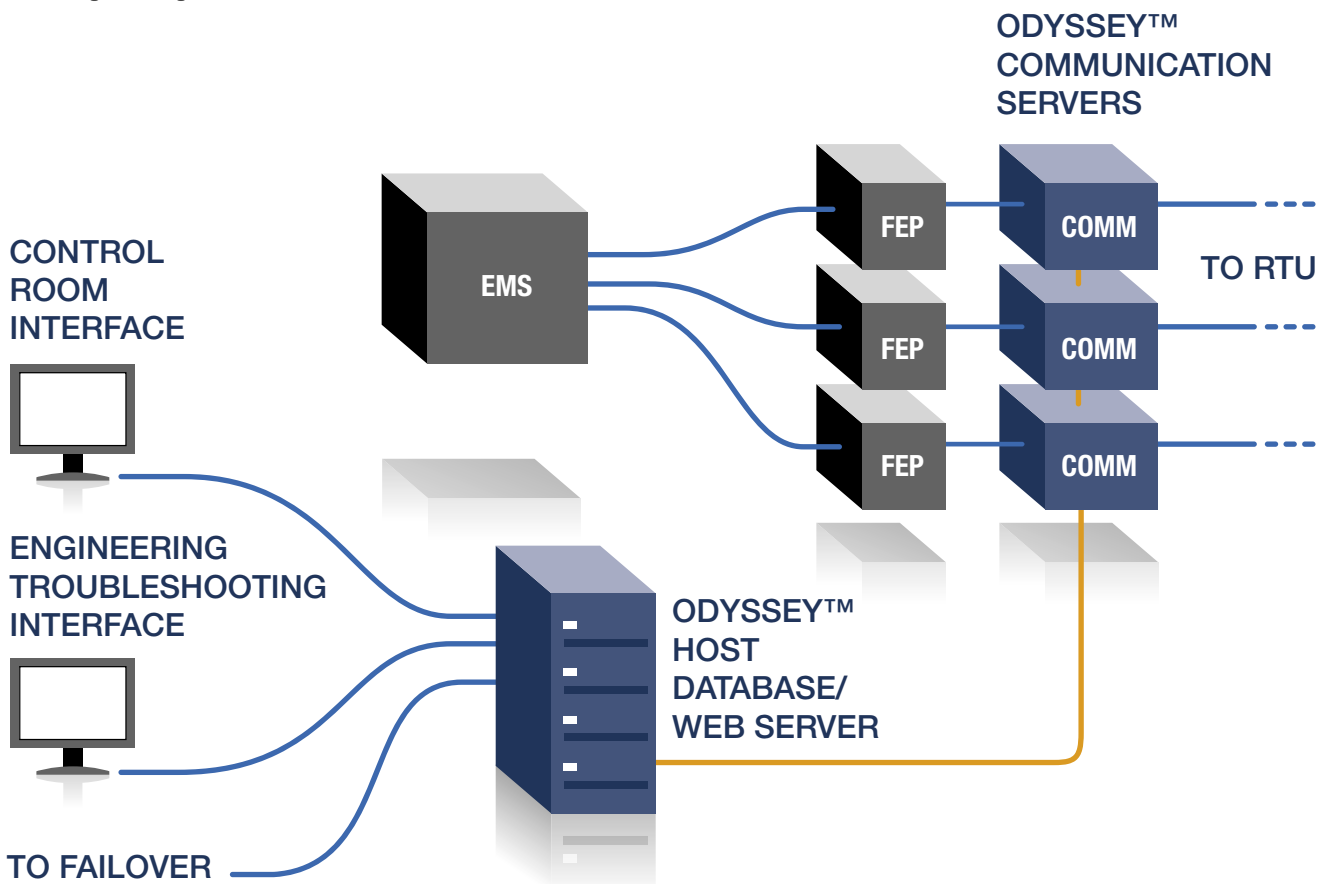 ODYSSEY™
COMMUNICATION
SERVERS
FEP
COMM
CONTROL
ROOM
INTERFACE
EMS
TO RTU
FEP
COMM
FEP
COMM
ENGINEERING
TROUBLESHOOTING
INTERFACE
ODYSSEY™
HOST
DATABASE/
WEB SERVER
TO FAILOVER